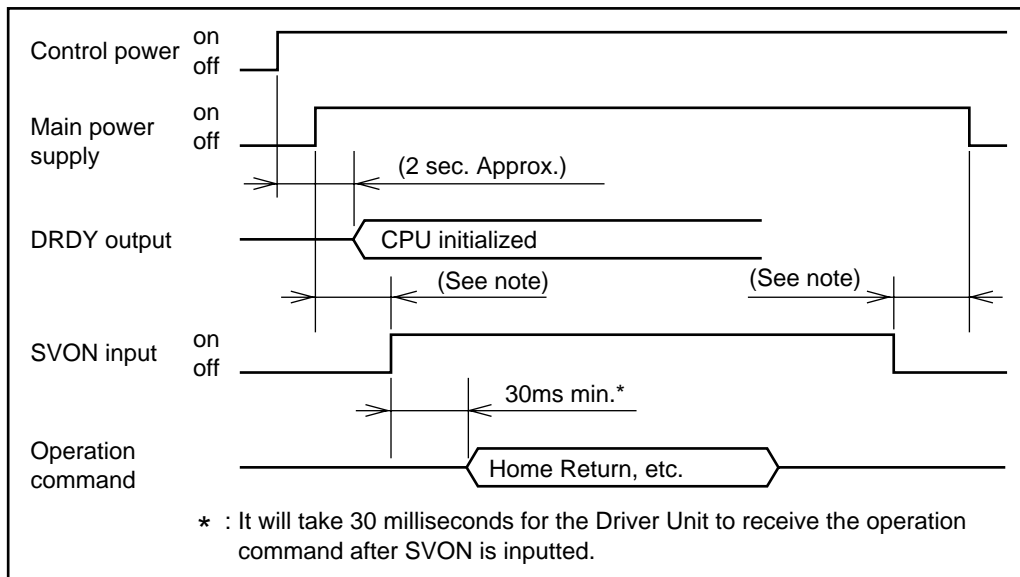 Control power
on
off
Main power
supply
on
off
(2 sec. Approx.)
DRDY output
CPU initialized
(See note)
(See note)
SVON input
on
off
30ms min.*
Operation
command
Home Return, etc.
* : It will take 30 milliseconds for the Driver Unit to receive the operation
command after SVON is inputted.